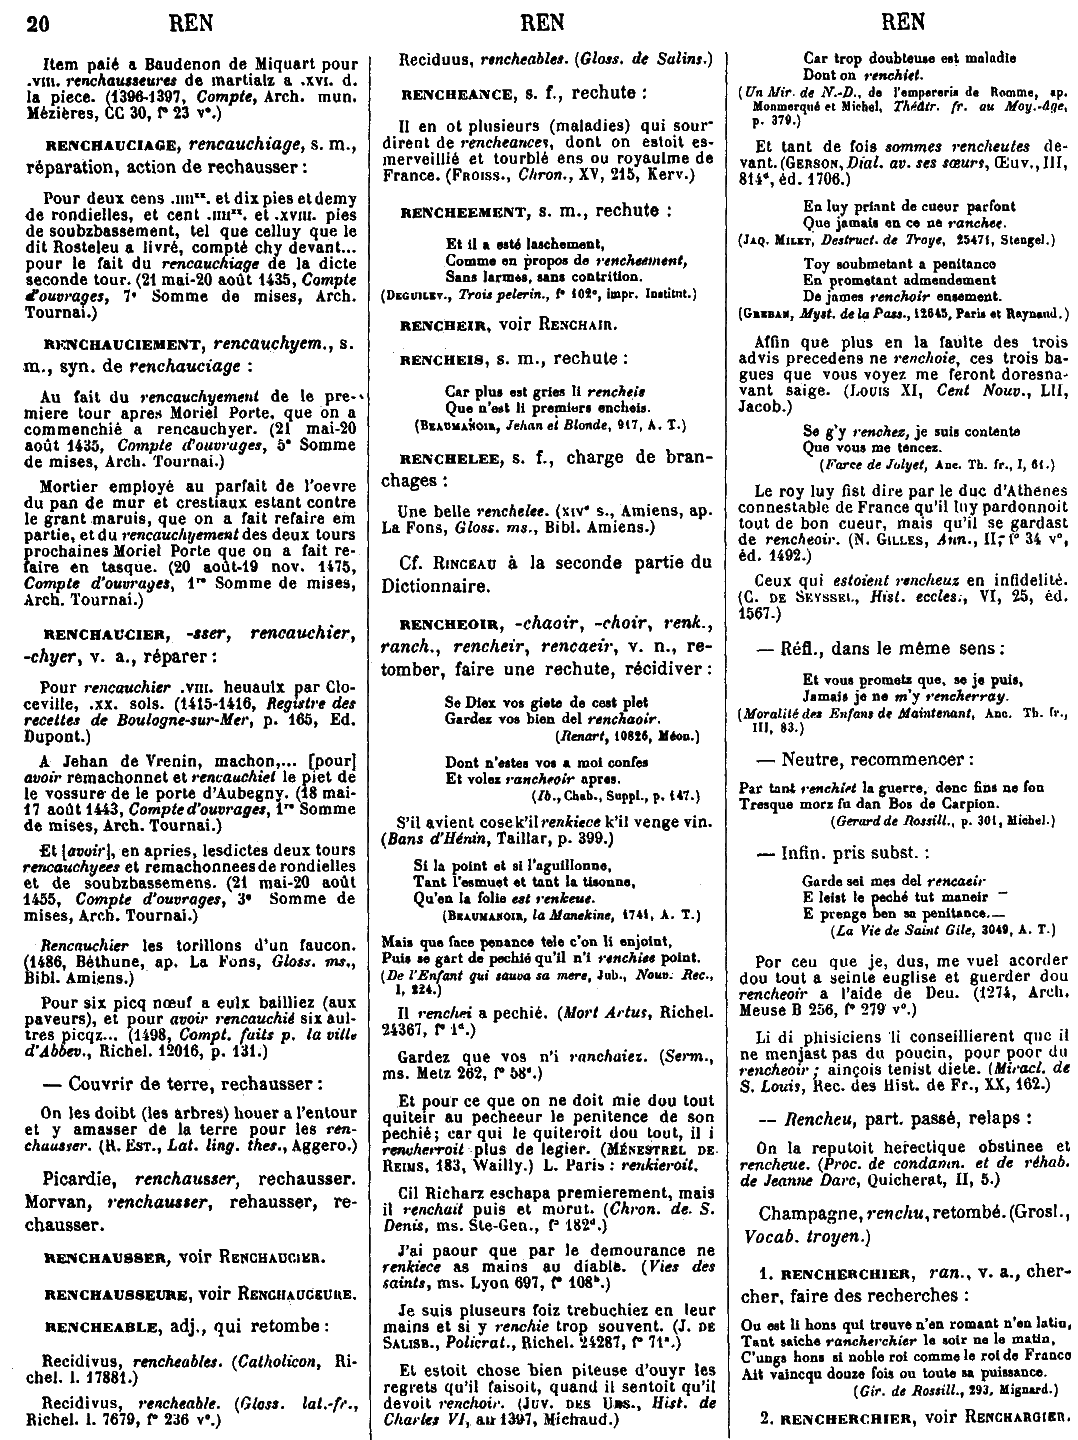 20 REN REN REN
Item paié a Baudenon de Miquart pour
.VIII. renchausseures de martialz a .XVI. d.
la piece. (1396-1397, Compte, Arch. mun.
Mézières, CC 30, f° 23 v°.)
RENCHAUCIAGE, rencauchiage, s. m.,
réparation, action de rechausser :
Pour deux cens .IIIIxx. et dix pies et demy
de rondielles, et cent .IIIIxx. et .XVIII. pies
de soubzbassement, tel que celluy que le
dit Rosteleu a livré, compté chy devant...
pour le fait du rencauchiage de la dicte
seconde tour. (21 mai-20 août 1435, Compte
d'ouvrages, 7e Somme de mises, Arch.
Tournai.)
RENCHAUCIEMENT, rencauchyem., s.
m., syn. de renchauciage :
Au fait du rencauchyement de le pre-
miere tour apres Moriel Porte, que on a
commenchié a rencauchyer. (21 mai-20
août 1435, Compte d'ouvrages, 5e Somme
de mises, Arch. Tournai.)
Mortier employé au parfait de l'oevre
du pan de mur et crestiaux estant contre
le grant maruis, que on a fait refaire em
partie, et du rencauchyement des deux tours
prochaines Moriel Porte que on a fait re-
faire en tasque. (20 août-19 nov. 1475,
Compte d'ouvrages, 1re Somme de mises,
Arch. Tournai.)
RENCHAUCIER, -sser, rencauchier,
-chyer, v. a., réparer :
Pour rencauchier .VIII. heuaulx par Clo-
ceville, .XX. sols. (1415-1416, Registre des
recettes de Boulogne-sur-Mer, p. 165, Ed.
Dupont.)
A Jehan de Vrenin, machon,... [pour]
avoir remachonnet et rencauchiet le piet de
le vossure de le porte d'Aubegny. (18 mai-
17 août 1443, Compte d'ouvrages, 1re Somme
de mises, Arch. Tournai.)
Et [avoir], en apries, lesdictes deux tours
rencauchyees et remachonnees de rondielles
et de soubzbassemens. (21 mai-20 août
1455, Compte d'ouvrages, 3e Somme de
mises, Arch. Tournai.)
Rencauchier les torillons d'un faucon.
(1486, Béthune, ap. La Fons, Gloss. ms.,
Bibl. Amiens.)
Pour six picq nœuf a eulx bailliez (aux
paveurs), et pour avoir rencauchié six aul-
tres picqz... (1498, Compt. faits p. la ville
d'Abbev., Richel. 12016, p. 131.)
— Couvrir de terre, rechausser :
On les doibt (les arbres) houer a l'entour
et y amasser de la terre pour les ren-
chausser. (R. EST., Lat. ling. thes., Aggero.)
Picardie, renchausser, rechausser.
Morvan, renchausser, rehausser, re-
chausser.
RENCHAUSSER, voir RENCHAUCIER.
RENCHAUSSEURE, voir RENCHAUCEURE.
RENCHEABLE, adj., qui retombe :
Recidivus, rencheables. (Catholicon, Ri-
chel. l. 17881.)
Recidivus, rencheable. (Gloss. lat.-fr.,
Richel. l. 7679, f° 236 v°.)
Reciduus, rencheables. (Gloss. de Salins.)
RENCHEANCE, s. f., rechute :
Il en ot plusieurs (maladies) qui sour-
dirent de rencheances, dont on estoit es-
merveillié et tourblé ens ou royaulme de
France. (FROISS., Chron., XV, 215, Kerv.)
RENCHEEMENT, s. m., rechute :
Et il a esté laschement,
Comme en propos de rencheement,
Sans larmes, sans contrition.
(DEGUILEV., Trois pelerin., f° 102a, impr. Institut.)
RENCHEIR, voir RENCHAIR.
RENCHEIS, s. m., rechute :
Car plus est gries li rencheis
Que n'est li premiers encheis.
(BEAUMANOIR, Jehan et Blonde, 917, A. T.)
RENCHELEE, s. f., charge de bran-
chages :
Une belle renchelee. (XIVe s., Amiens, ap.
La Fons, Gloss. ms., Bibl. Amiens.)
Cf. RINCEAU à la seconde partie du
Dictionnaire.
RENCHEOIR, -chaoir, -choir, renk.,
ranch., rencheir, rencaeir, v. n., re-
tomber, faire une rechute, récidiver :
Se Diex vos giete de cest plet
Gardez vos bien del renchaoir.
(Renart, 10826, Méon.)
Dont n'estes vos a moi confes
Et volez rancheoir apres.
(Ib., Chab., Suppl., p. 147.)
S'il avient cose k'il renkiece k'il venge vin.
(Bans d'Hénin, Taillar, p. 399.)
Si la point et si l'aguillonne,
Tant l'esmuet et tant la tisonne,
Qu'en la folie est renkeue.
(BEAUMANOIR, la Manekine, 1741, A. T.)
Mais que face penance tele c'on li enjoint,
Puis se gart de pechié qu'il n'i renchiee point.
(De l'Enfant qui sauva sa mere, Jub., Nouv. Rec.,
I, 224.)
Il renchei a pechié. (Mort Artus, Richel.
24367, f° 1a.)
Gardez que vos n'i ranchaiez. (Serm.,
ms. Metz 262, f° 58a.)
Et pour ce que on ne doit mie dou tout
quiteir au pecheeur le penitence de son
pechié ; car qui le quiteroit dou tout, il i
rencherroit plus de legier. (MÉNESTREL DE
REIMS, 183, Wailly.) L. Paris : renkieroit.
Cil Richarz eschapa premierement, mais
il renchait puis et morut. (Chron. de S.
Denis, ms. Ste-Gen., f° 182d.)
J'ai paour que par le demourance ne
renkiece as mains au diable. (Vies des
saints, ms. Lyon 697, f° 108b.)
Je suis pluseurs foiz trebuchiez en leur
mains et si y renchie trop souvent. (J. DE
SALISB., Policrat., Richel. 24287, f° 71a.)
Et estoit chose bien piteuse d'ouyr les
regrets qu'il faisoit, quand il sentoit qu'il
devoit renchoir. (JUV. DES URS., Hist. de
Charles VI, an 1397, Michaud.)
Car trop doubteuse est maladie
Dont on renchiet.
(Un Mir. de N.-D., de l'empereris de Romme, ap.
Monmerqué et Michel, Théâtr. fr. au Moy.-âge,
p. 379.)
Et tant de fois sommes rencheutes de-
vant. (GERSON, Dial. av. ses sœurs, Œuv., III,
814a, éd. 1706.)
En luy priant de cueur parfont
Que jamais en ce ne ranchee.
(JAQ. MILET, Destruct. de Troye, 25471, Stengel.)
Toy soubmetant a penitance
En prometant admendement
De james renchoir ensement.
(GREBAN, Myst. de la Pass., 12645, Paris et Raynaud.)
Affin que plus en la faulte des trois
advis precedens ne renchoie, ces trois ba-
gues que vous voyez me feront doresna-
vant saige. (LOUIS XI, Cent Nouv., LII,
Jacob.)
Se g'y renchez, je suis contente
Que vous me tencez.
(Farce de Jolyet, Anc. Th. fr., I, 61.)
Le roy luy fist dire par le duc d'Athenes
connestable de France qu'il luy pardonnoit
tout de bon cueur, mais qu'il se gardast
de rencheoir. (N. GILLES, Ann., II, f° 34 v°,
éd. 1492.)
Ceux qui estoient rencheuz en infidelité.
(C. DE SEYSSEL, Hist. eccles., VI, 25, éd.
1567.)
— Réfl., dans le même sens :
Et vous prometz que, se je puis,
Jamais je ne m'y rencherray.
(Moralité des Enfans de Maintenant, Anc. Th. fr.,
III, 83.)
— Neutre, recommencer :
Par tant renchiet la guerre, donc fins ne fon
Tresque morz fu dan Bos de Carpion.
(Gerard de Rossill., p. 301, Michel.)
— Infin. pris subst. :
Garde sei mes del rencaeir
E leist le peché tut maneir
E prenge ben sa penitance.
(La Vie de Saint Gile, 3049, A. T.)
Por ceu que je, dus, me vuel acorder
dou tout a seinte euglise et guerder dou
rencheoir a l'aide de Deu. (1274, Arch.
Meuse B 256, f° 279 v°.)
Li di phisiciens li conseillierent que il
ne menjast pas du poucin, pour poor du
rencheoir ; ainçois tenist diete. (Miracl. de
S. Louis, Rec. des Hist. de Fr., XX, 162.)
— Rencheu, part. passé, relaps :
On la reputoit herectique obstinee et
rencheue. (Proc. de condamn. et de réhab.
de Jeanne Darc, Quicherat, II, 5.)
Champagne, renchu, retombé. (Grosl.,
Vocab. troyen.)
1. RENCHERCHIER, ran., v. a., cher-
cher, faire des recherches :
Ou est li hons qui treuve n'en romant n'en latin,
Tant saiche rancherchier le soir ne le matin,
C'ungs hons si noble roi comme le roi de France
Ait vaincqu douze fois ou toute sa puissance.
(Gir. de Rossill., 293, Mignard.)
2. RENCHERCHIER, voir RENCHARGIER.